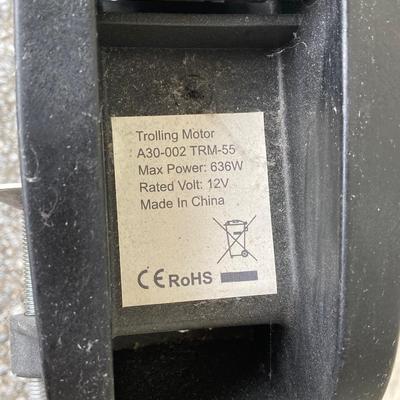 Trolling Motor
A30-002 TRM-55
Max Power: 636W
Rated Volt: 12V
Made In China
CE RoHS